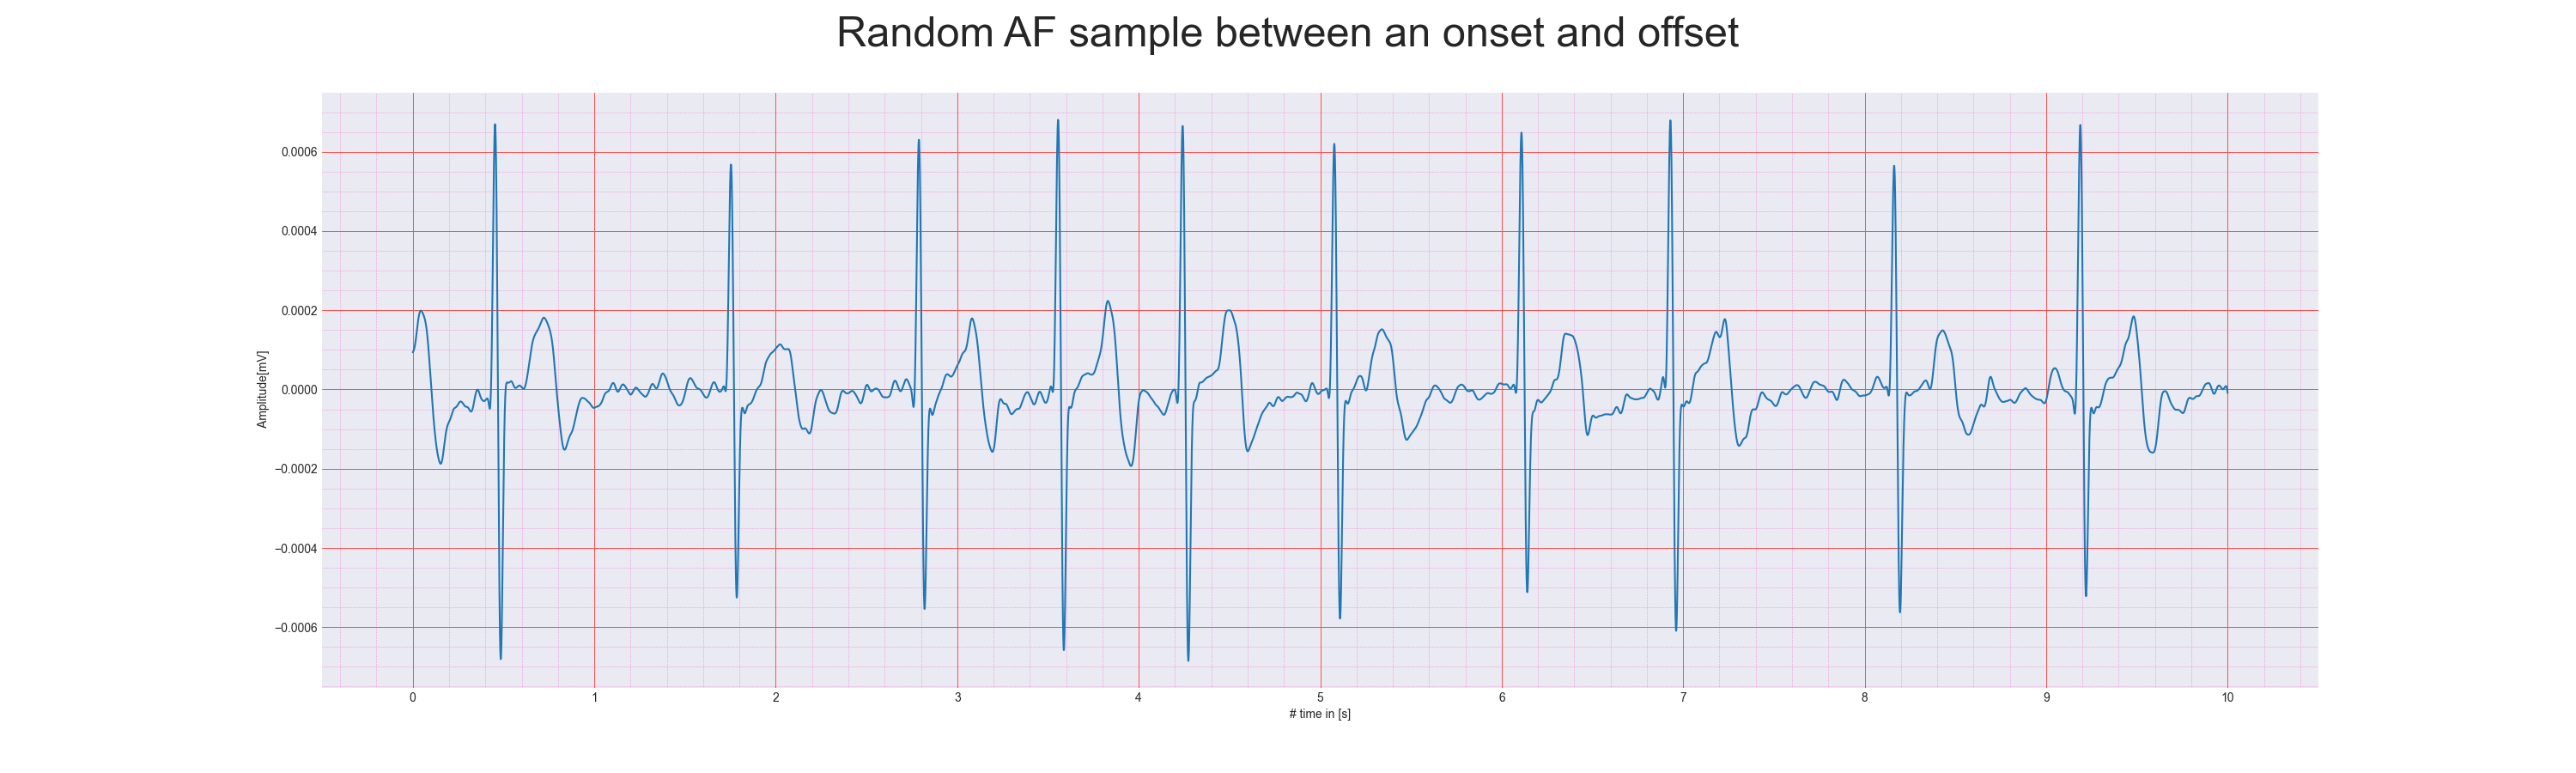 Random AF sample between an onset and offset
0.0006
0.0004
0.0002
0.0000
−0.0002
−0.0004
−0.0006
Amplitude[mV]
0 1 2 3 4 5 6 7 8 9 10
# time in [s]